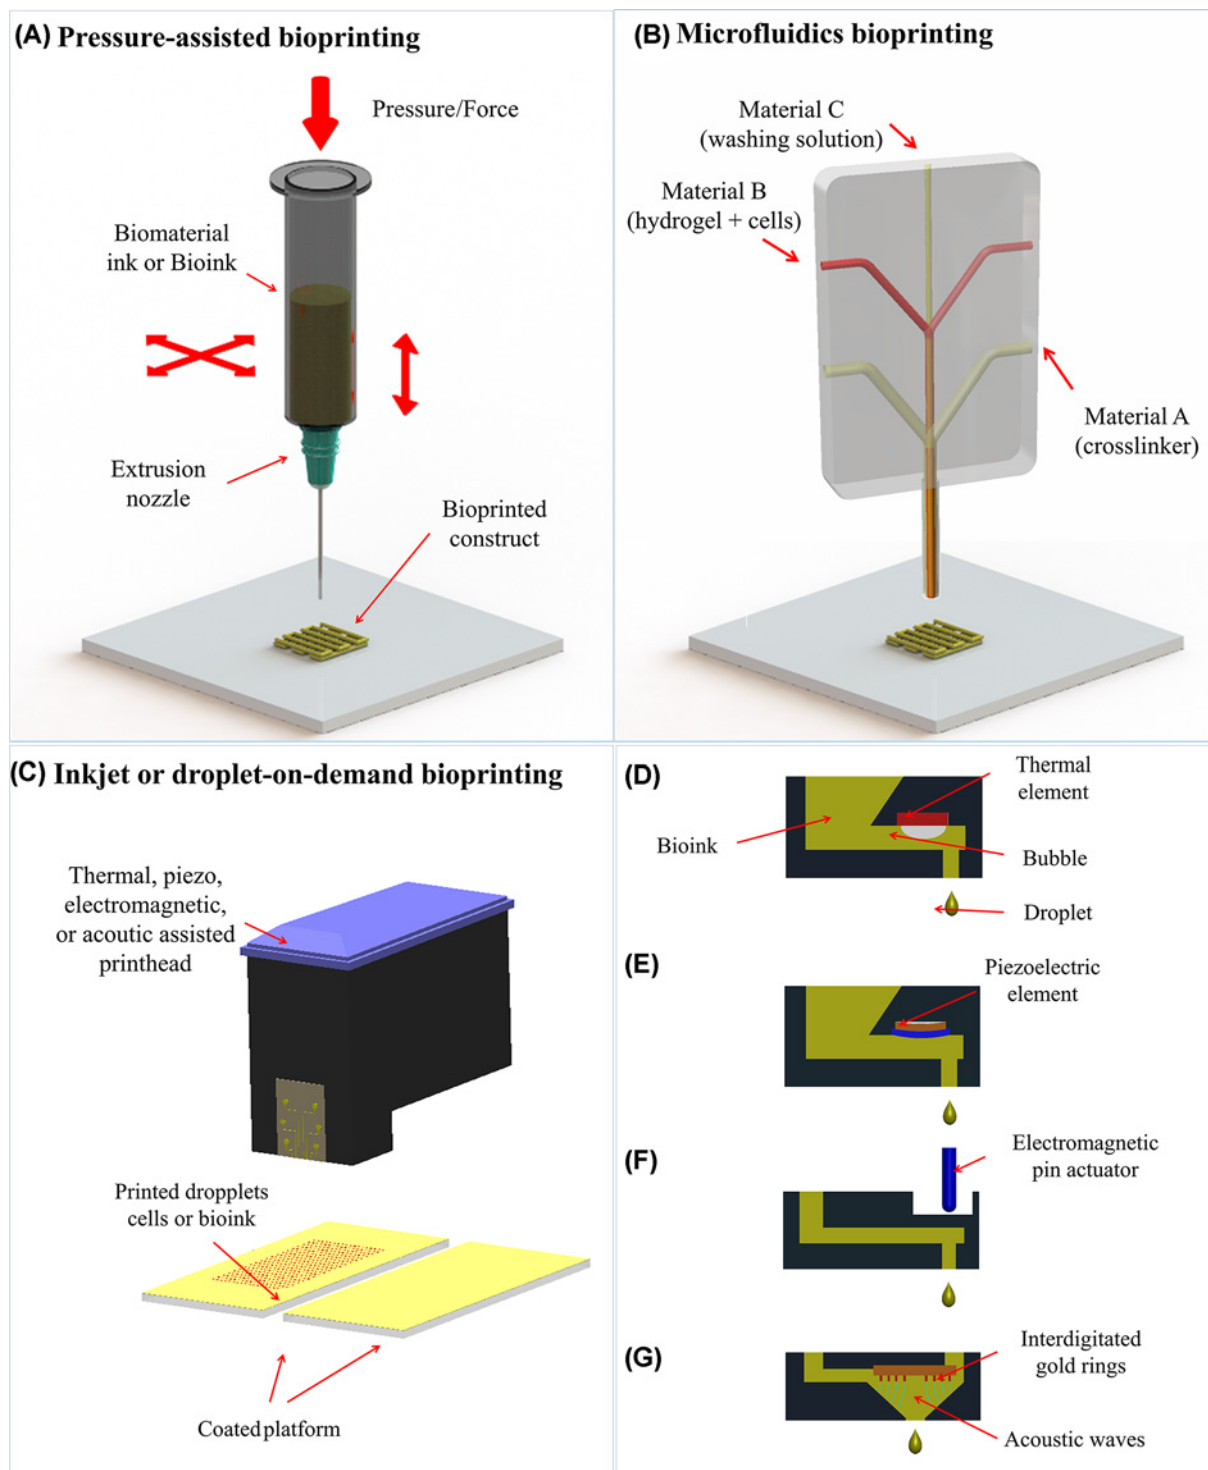 (A) Pressure-assisted bioprinting
Pressure/Force
Biomaterial
ink or Bioink
Extrusion
nozzle
Bioprinted
construct
(B) Microfluidics bioprinting
Material C
(washing solution)
Material B
(hydrogel + cells)
Material A
(crosslinker)
(C) Inkjet or droplet-on-demand bioprinting
Thermal, piezo,
electromagnetic,
or acoutic assisted
printhead
Printed dropplets
cells or bioink
Coated platform
(D)
Thermal
element
Bioink
Bubble
Droplet
(E)
Piezoelectric
element
(F)
Electromagnetic
pin actuator
(G)
Interdigitated
gold rings
Acoustic waves